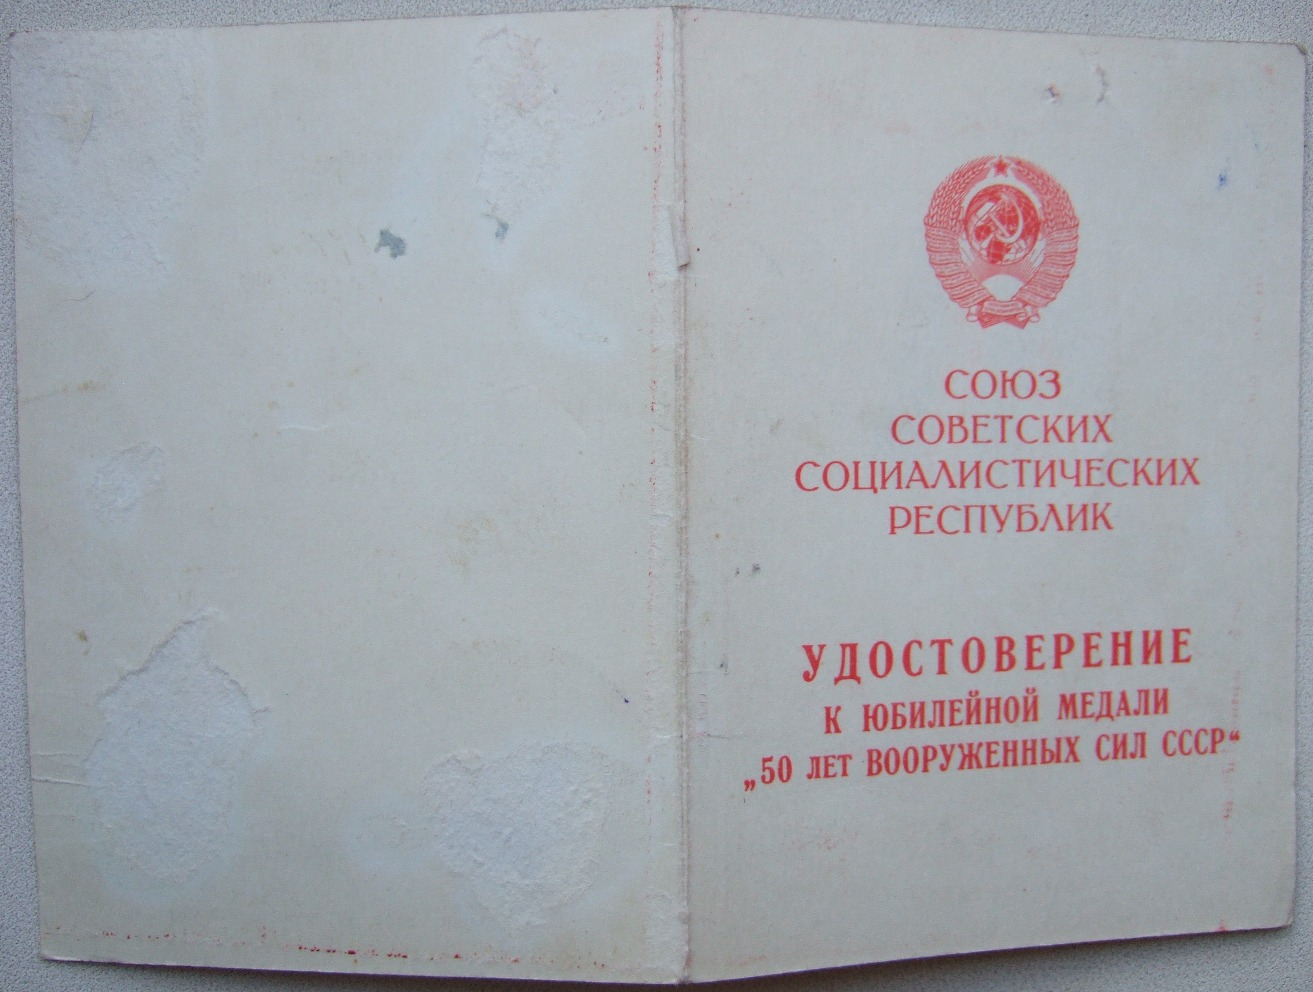 СОЮЗ
СОВЕТСКИХ
СОЦИАЛИСТИЧЕСКИХ
РЕСПУБЛИК
УДОСТОВЕРЕНИЕ
К ЮБИЛЕЙНОЙ МЕДАЛИ
„50 ЛЕТ ВООРУЖЕННЫХ СИЛ СССР“